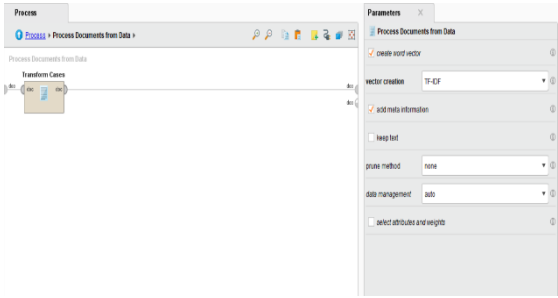 Process
Process ▸ Process Documents from Data ▸
Process Documents from Data
Transform Cases
doc
doc
doc
doc
doc
Parameters
Process Documents from Data
create word vector
vector creation
TF-IDF
add meta information
keep text
prune method
none
data management
auto
select attributes and weights